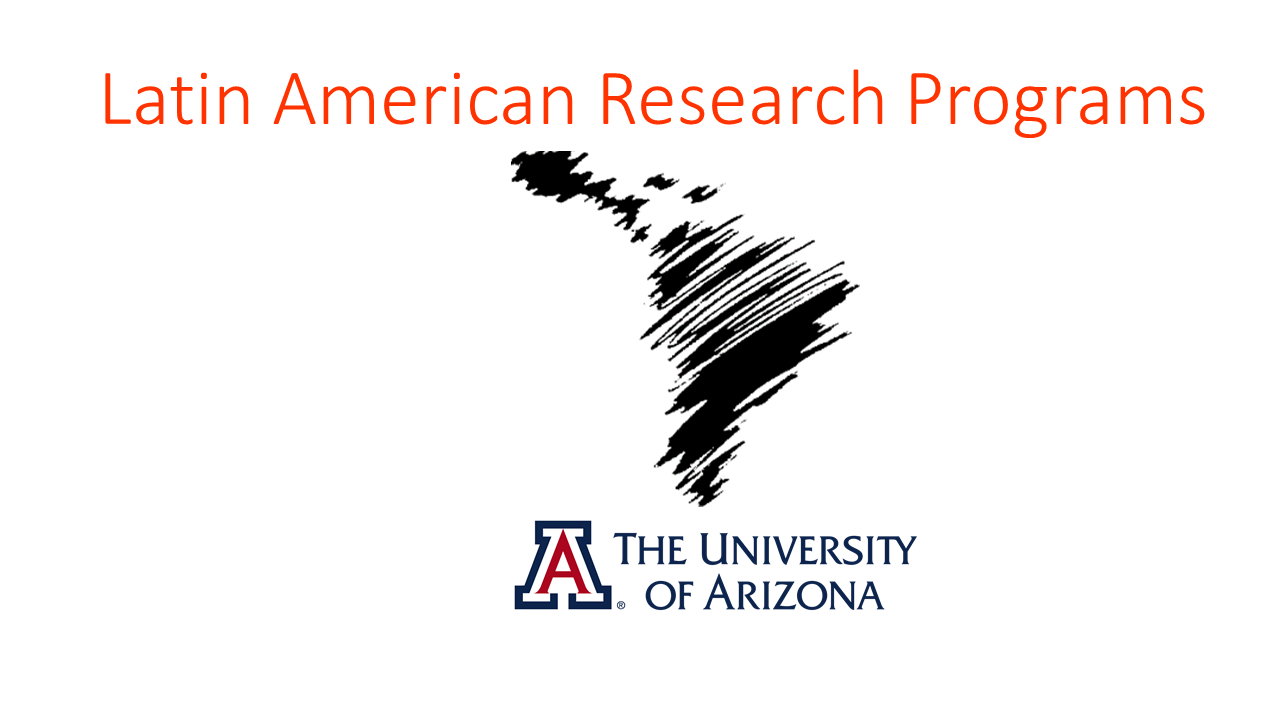 Latin American Research Programs
A® THE UNIVERSITY
OF ARIZONA